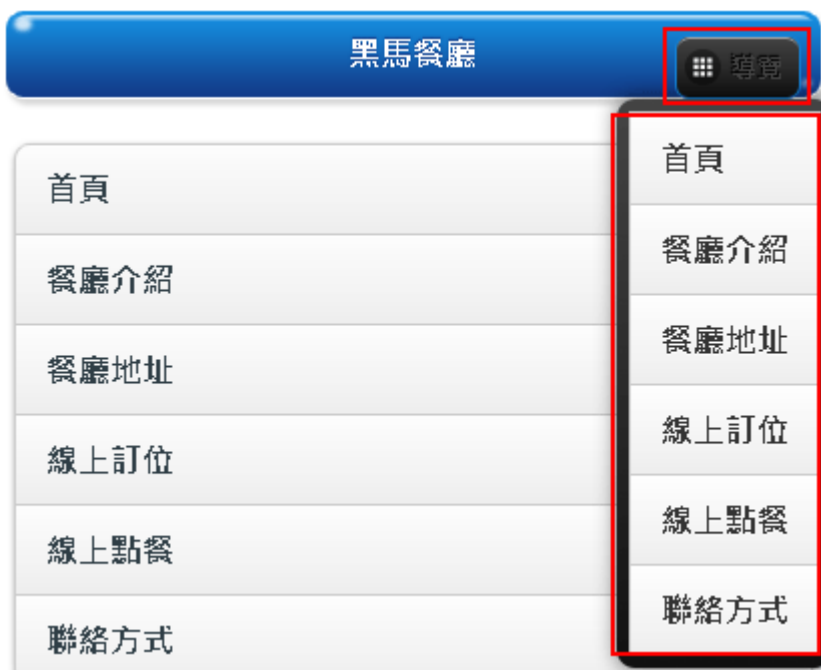 黑馬餐廳
導覽
首頁
餐廳介紹
餐廳地址
線上訂位
線上點餐
聯絡方式
首頁
餐廳介紹
餐廳地址
線上訂位
線上點餐
聯絡方式